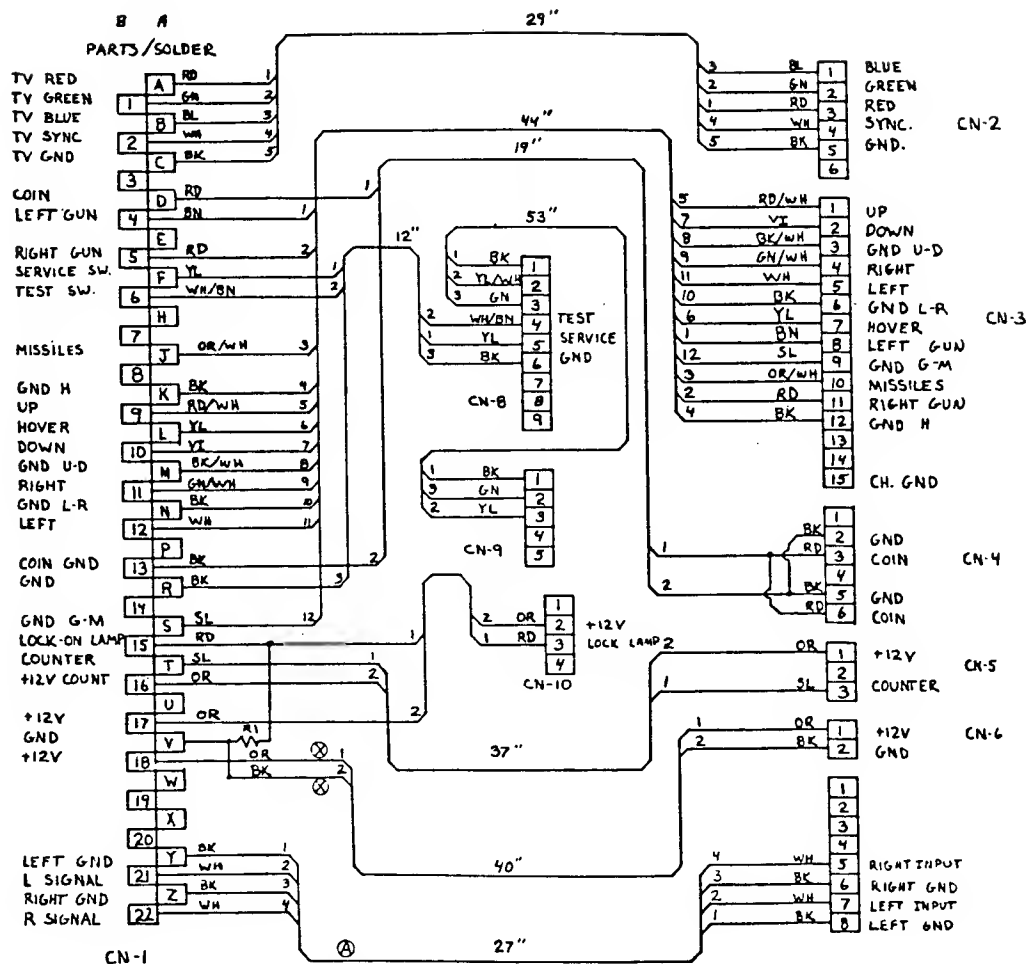 B A
PARTS/SOLDER
TV RED A RD 1
TV GREEN 1 GN 2
TV BLUE B BL 3
TV SYNC 2 WH 4
TV GND C BK 5
3
COIN D RD 1
LEFT GUN 4 BN 1
E
RIGHT GUN 5 RD 2
SERVICE SW. F YL 1
TEST SW. 6 WH/BN 2
H
7
MISSILES J OR/WH 3
8
GND H K BK 4
UP 9 RD/WH 5
HOVER L YL 6
DOWN 10 VI 7
GND U-D M BK/WH 8
RIGHT 11 GN/WH 9
GND L-R N BK 10
LEFT 12 WH 11
P
COIN GND 13 BK 2
GND R BK 3
14
GND G-M S SL 12
LOCK-ON LAMP 15 RD 1
COUNTER T SL 1
+12V COUNT 16 OR 2
U
+12V 17 OR 2
GND V R1
+12V 18 OR 1
BK 2
W
19
X
20
LEFT GND Y BK 1
L SIGNAL 21 WH 2
RIGHT GND Z BK 3
R SIGNAL 22 WH 4
CN-1
29"
44"
19"
12"
53"
37"
40"
A 27"
1 BK 1
2 YL/WH 2
3 GN 3
2 WH/BN 4 TEST
1 YL 5 SERVICE
3 BK 6 GND
7
8
9
CN-8
1 BK 1
3 GN 2
2 YL 3
4
5
CN-9
1
2 OR 2 +12V
1 RD 3 LOCK LAMP
4
CN-10
3 BL 1 BLUE
2 GN 2 GREEN
1 RD 3 RED
4 WH 4 SYNC.
5 BK 5 GND.
6
CN-2
5 RD/WH 1 UP
7 VI 2 DOWN
8 BK/WH 3 GND U-D
9 GN/WH 4 RIGHT
11 WH 5 LEFT
10 BK 6 GND L-R
6 YL 7 HOVER
1 BN 8 LEFT GUN
12 SL 9 GND G-M
3 OR/WH 10 MISSILES
2 RD 11 RIGHT GUN
4 BK 12 GND H
13
14
15 CH. GND
CN-3
1
BK 2 GND
1 RD 3 COIN
4
2 BK 5 GND
RD 6 COIN
CN-4
2 OR 1 +12V
2
1 SL 3 COUNTER
CN-5
1 OR 1 +12V
2 BK 2 GND
CN-6
1
2
3
4
4 WH 5 RIGHT INPUT
3 BK 6 RIGHT GND
2 WH 7 LEFT INPUT
1 BK 8 LEFT GND